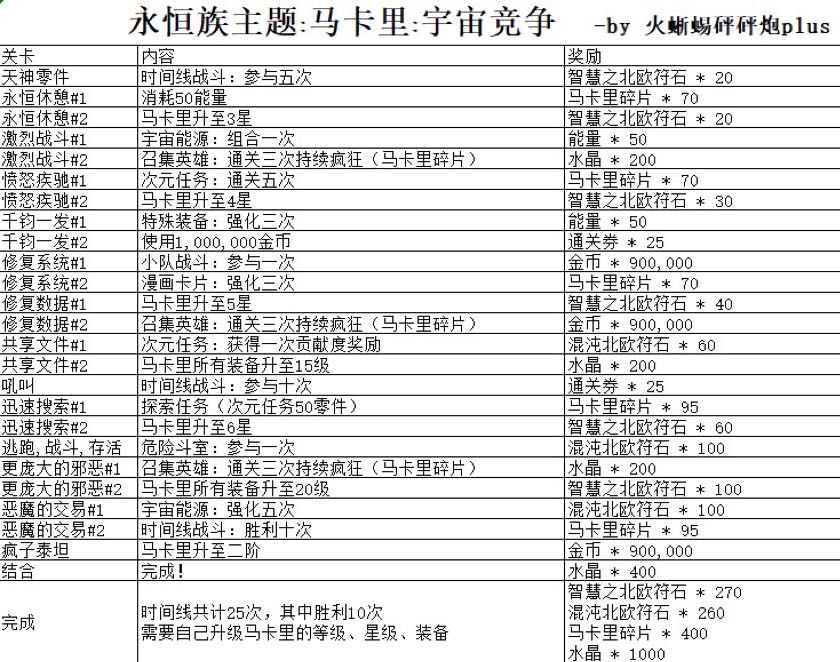 永恒族主题:马卡里:宇宙竞争 -by 火蜥蜴砰砰炮plus
关卡 内容 奖励
天神零件 时间线战斗：参与五次 智慧之北欧符石 * 20
永恒休憩#1 消耗50能量 马卡里碎片 * 70
永恒休憩#2 马卡里升至3星 智慧之北欧符石 * 20
激烈战斗#1 宇宙能源：组合一次 能量 * 50
激烈战斗#2 召集英雄：通关三次持续疯狂（马卡里碎片） 水晶 * 200
愤怒疾驰#1 次元任务：通关五次 马卡里碎片 * 70
愤怒疾驰#2 马卡里升至4星 智慧之北欧符石 * 30
千钧一发#1 特殊装备：强化三次 能量 * 50
千钧一发#2 使用1,000,000金币 通关券 * 25
修复系统#1 小队战斗：参与一次 金币 * 900,000
修复系统#2 漫画卡片：强化三次 马卡里碎片 * 70
修复数据#1 马卡里升至5星 智慧之北欧符石 * 40
修复数据#2 召集英雄：通关三次持续疯狂（马卡里碎片） 金币 * 900,000
共享文件#1 次元任务：获得一次贡献度奖励 混沌北欧符石 * 60
共享文件#2 马卡里所有装备升至15级 水晶 * 200
吼叫 时间线战斗：参与十次 通关券 * 25
迅速搜索#1 探索任务（次元任务50零件） 马卡里碎片 * 95
迅速搜索#2 马卡里升至6星 智慧之北欧符石 * 60
逃跑,战斗,存活 危险斗室：参与一次 混沌北欧符石 * 100
更庞大的邪恶#1 召集英雄：通关三次持续疯狂（马卡里碎片） 水晶 * 200
更庞大的邪恶#2 马卡里所有装备升至20级 智慧之北欧符石 * 100
恶魔的交易#1 宇宙能源：强化五次 混沌北欧符石 * 100
恶魔的交易#2 时间线战斗：胜利十次 马卡里碎片 * 95
疯子泰坦 马卡里升至二阶 金币 * 900,000
结合 完成! 水晶 * 400
完成
时间线共计25次，其中胜利10次
需要自己升级马卡里的等级、星级、装备
智慧之北欧符石 * 270
混沌北欧符石 * 260
马卡里碎片 * 400
水晶 * 1000